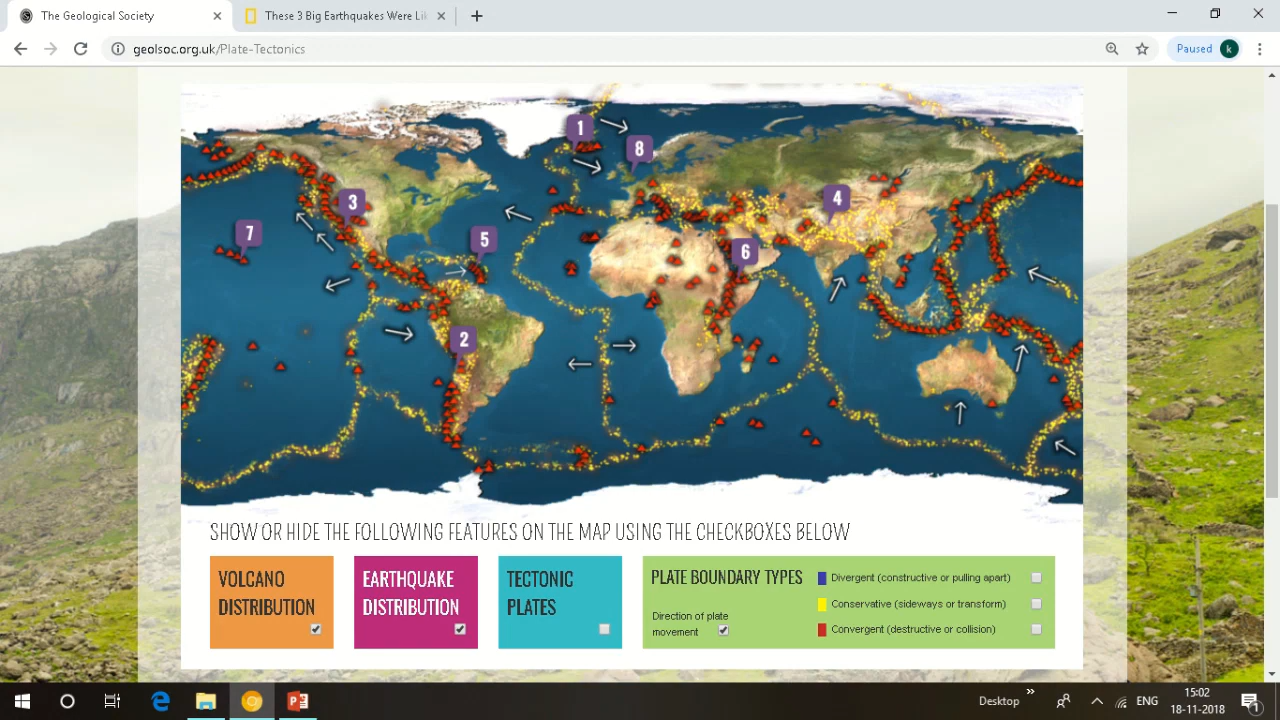 The Geological Society
These 3 Big Earthquakes Were Li
geolsoc.org.uk/Plate-Tectonics
Paused k
1
8
3
4
7
5
6
2
SHOW OR HIDE THE FOLLOWING FEATURES ON THE MAP USING THE CHECKBOXES BELOW
VOLCANO
DISTRIBUTION
EARTHQUAKE
DISTRIBUTION
TECTONIC
PLATES
PLATE BOUNDARY TYPES
Direction of plate
movement
Divergent (constructive or pulling apart)
Conservative (sideways or transform)
Convergent (destructive or collision)
Desktop
ENG
15:02
18-11-2018
1